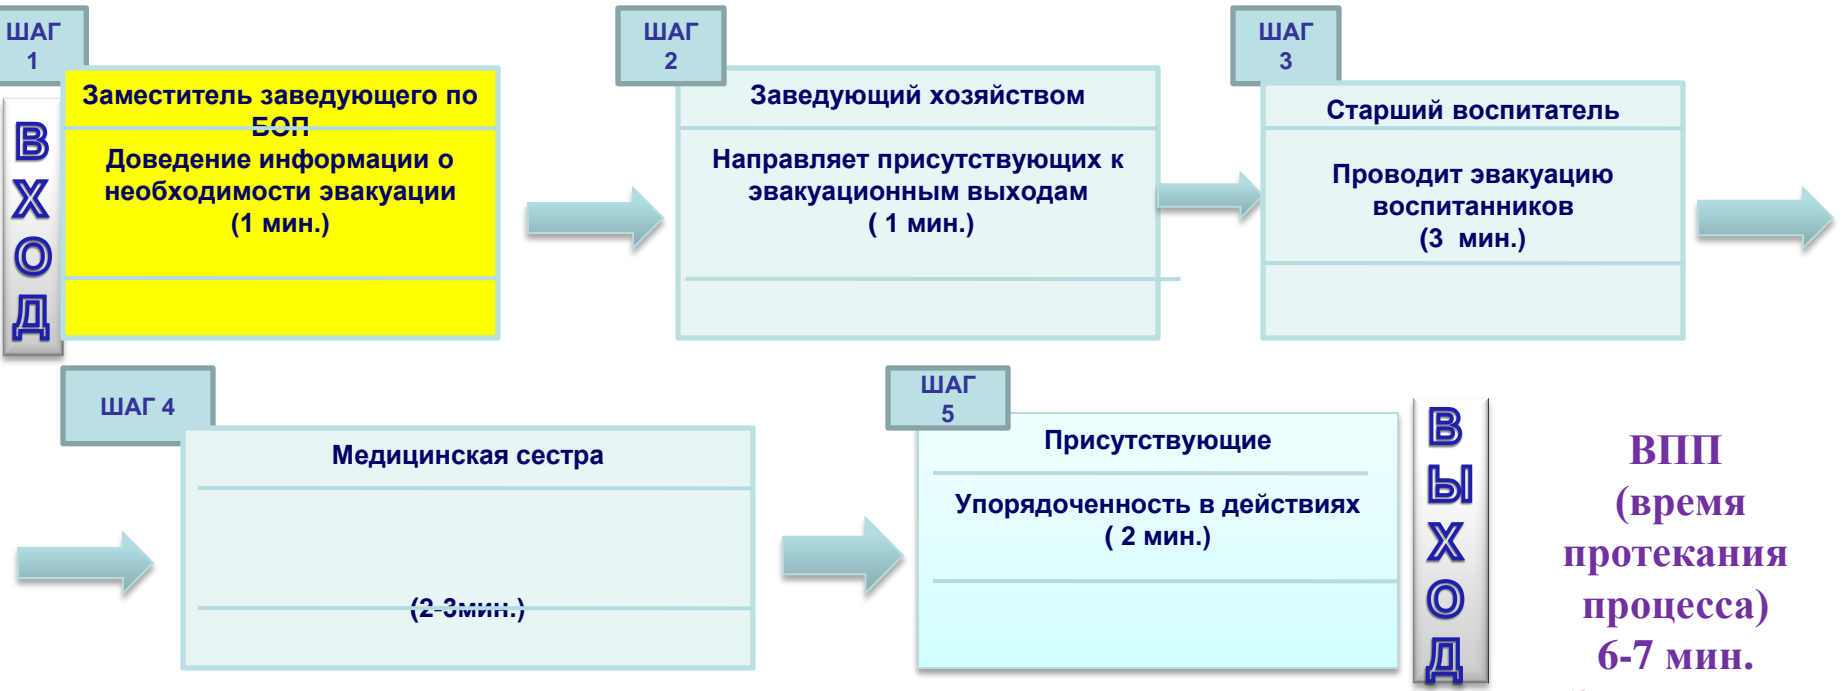 ШАГ
1
ВХОД
Заместитель заведующего по
БОП
Доведение информации о
необходимости эвакуации
(1 мин.)
ШАГ
2
Заведующий хозяйством
Направляет присутствующих к
эвакуационным выходам
( 1 мин.)
ШАГ
3
Старший воспитатель
Проводит эвакуацию
воспитанников
(3 мин.)
ШАГ 4
Медицинская сестра
(2-3мин.)
ШАГ
5
Присутствующие
Упорядоченность в действиях
( 2 мин.)
ВЫХОД
ВПП
(время
протекания
процесса)
6-7 мин.